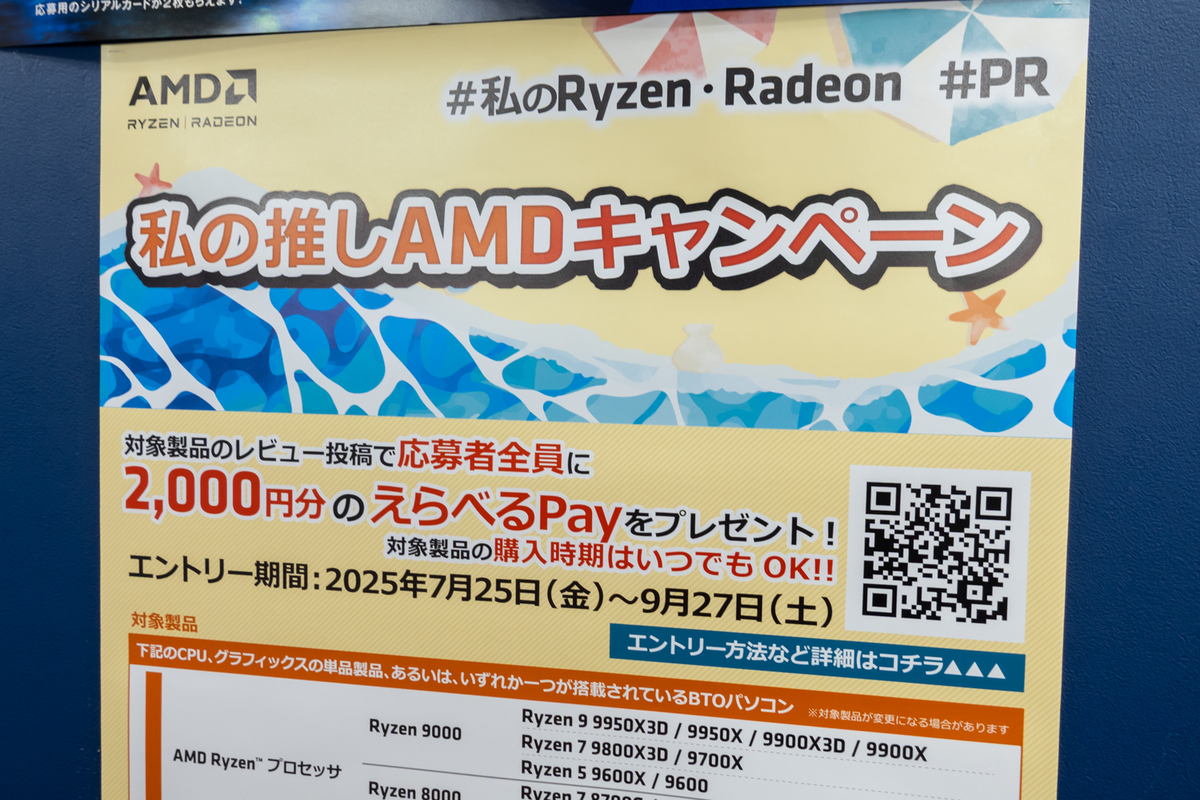 応募用のシリアルカードが2枚もらえます!
AMD
RYZEN | RADEON
#私のRyzen・Radeon #PR
私の推しAMDキャンペーン
対象製品のレビュー投稿で応募者全員に
2,000円分のえらべるPayをプレゼント!
対象製品の購入時期はいつでもOK!!
エントリー期間:2025年7月25日(金)~9月27日(土)
エントリー方法など詳細はコチラ▲▲▲
対象製品
下記のCPU、グラフィックスの単品製品、あるいは、いずれか一つが搭載されているBTOパソコン ※対象製品が変更になる場合があります
AMD Ryzen™ プロセッサ
Ryzen 9000
Ryzen 9 9950X3D / 9950X / 9900X3D / 9900X
Ryzen 7 9800X3D / 9700X
Ryzen 5 9600X / 9600
Ryzen 8000
Ryzen 7